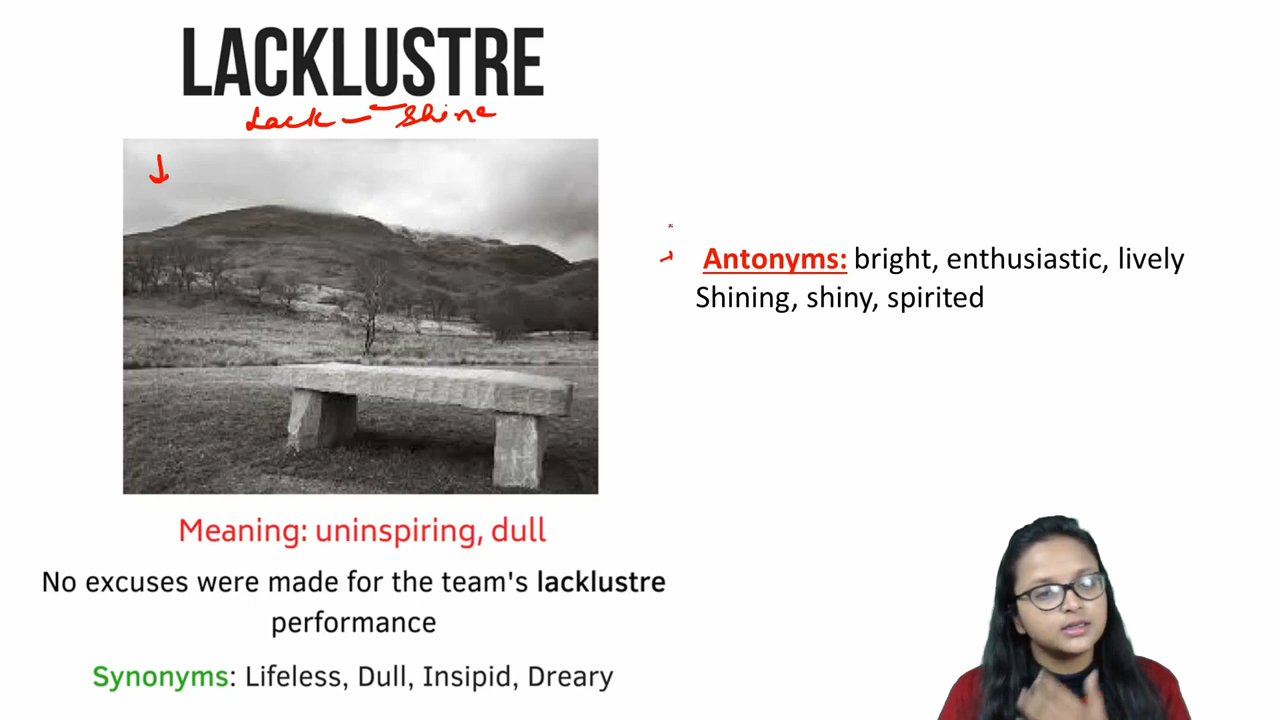 LACKLUSTRE
Lack - Shine
Meaning: uninspiring, dull
No excuses were made for the team's lacklustre
performance
Synonyms: Lifeless, Dull, Insipid, Dreary
Antonyms: bright, enthusiastic, lively
Shining, shiny, spirited